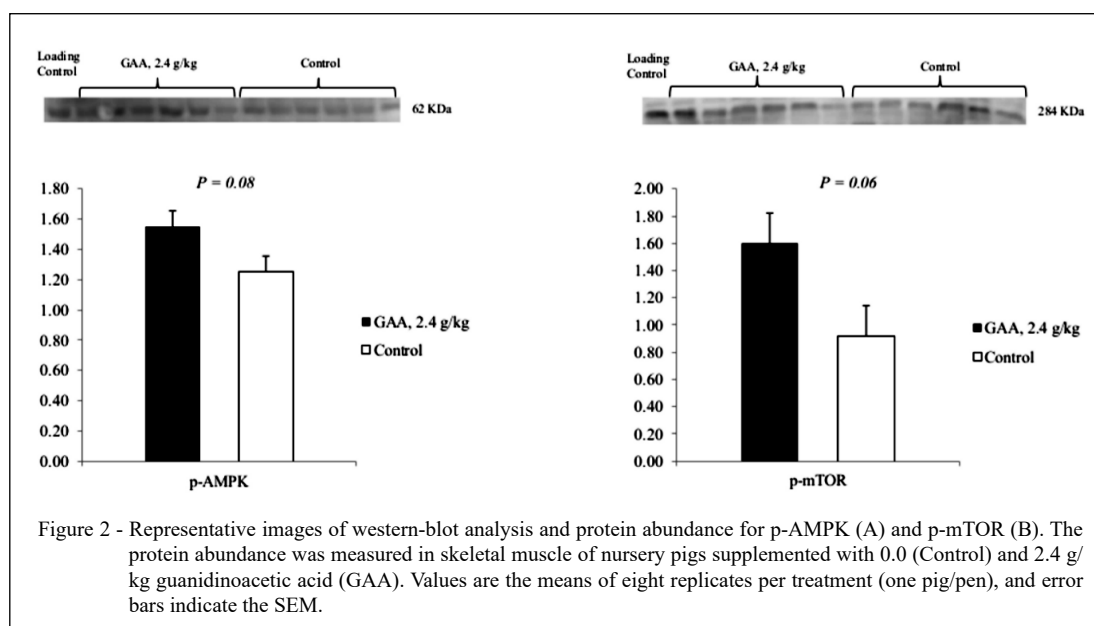 Loading
Control
GAA, 2.4 g/kg
Control
62 KDa
P = 0.08
1.80
1.60
1.40
1.20
1.00
0.80
0.60
0.40
0.20
0.00
p-AMPK
GAA, 2.4 g/kg
Control
Loading
Control
GAA, 2.4 g/kg
Control
284 KDa
P = 0.06
2.00
1.80
1.60
1.40
1.20
1.00
0.80
0.60
0.40
0.20
0.00
p-mTOR
GAA, 2.4 g/kg
Control
Figure 2 - Representative images of western-blot analysis and protein abundance for p-AMPK (A) and p-mTOR (B). The
protein abundance was measured in skeletal muscle of nursery pigs supplemented with 0.0 (Control) and 2.4 g/
kg guanidinoacetic acid (GAA). Values are the means of eight replicates per treatment (one pig/pen), and error
bars indicate the SEM.